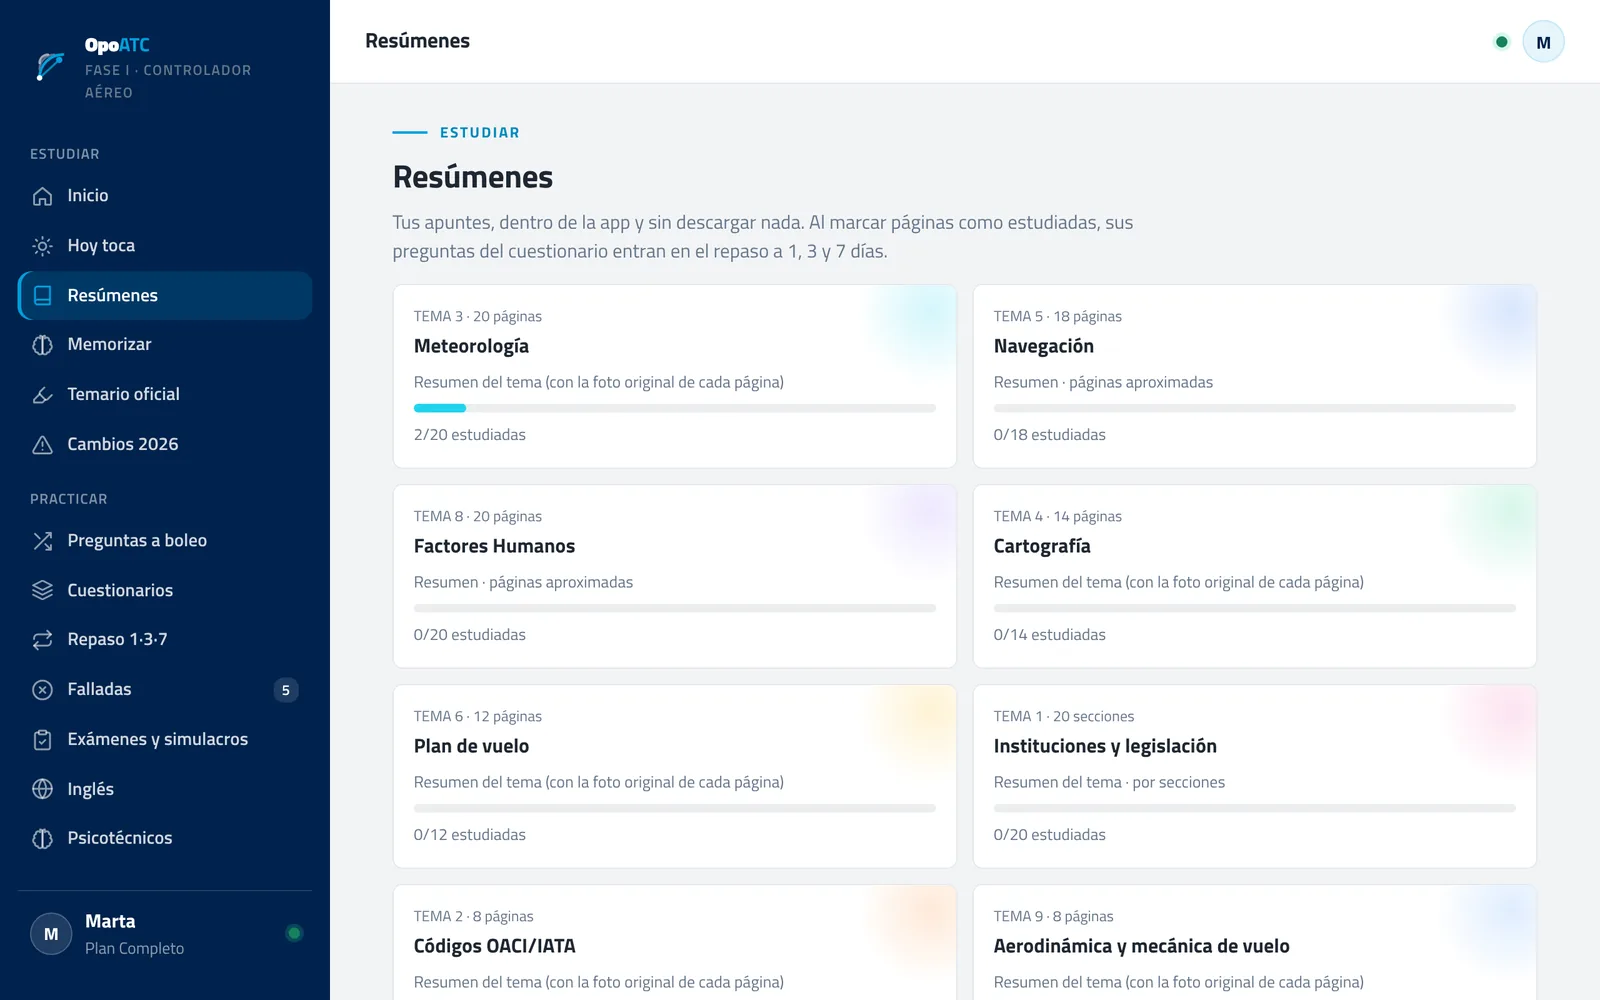 OpoATC
FASE I · CONTROLADOR
AÉREO
ESTUDIAR
Inicio
Hoy toca
Resúmenes
Memorizar
Temario oficial
Cambios 2026
PRACTICAR
Preguntas a boleo
Cuestionarios
Repaso 1·3·7
Falladas
5
Exámenes y simulacros
Inglés
Psicotécnicos
M
Marta
Plan Completo
Resúmenes
M
ESTUDIAR
Resúmenes
Tus apuntes, dentro de la app y sin descargar nada. Al marcar páginas como estudiadas, sus
preguntas del cuestionario entran en el repaso a 1, 3 y 7 días.
TEMA 3 · 20 páginas
Meteorología
Resumen del tema (con la foto original de cada página)
2/20 estudiadas
TEMA 5 · 18 páginas
Navegación
Resumen · páginas aproximadas
0/18 estudiadas
TEMA 8 · 20 páginas
Factores Humanos
Resumen · páginas aproximadas
0/20 estudiadas
TEMA 4 · 14 páginas
Cartografía
Resumen del tema (con la foto original de cada página)
0/14 estudiadas
TEMA 6 · 12 páginas
Plan de vuelo
Resumen del tema (con la foto original de cada página)
0/12 estudiadas
TEMA 1 · 20 secciones
Instituciones y legislación
Resumen del tema · por secciones
0/20 estudiadas
TEMA 2 · 8 páginas
Códigos OACI/IATA
Resumen del tema (con la foto original de cada página)
TEMA 9 · 8 páginas
Aerodinámica y mecánica de vuelo
Resumen del tema (con la foto original de cada página)